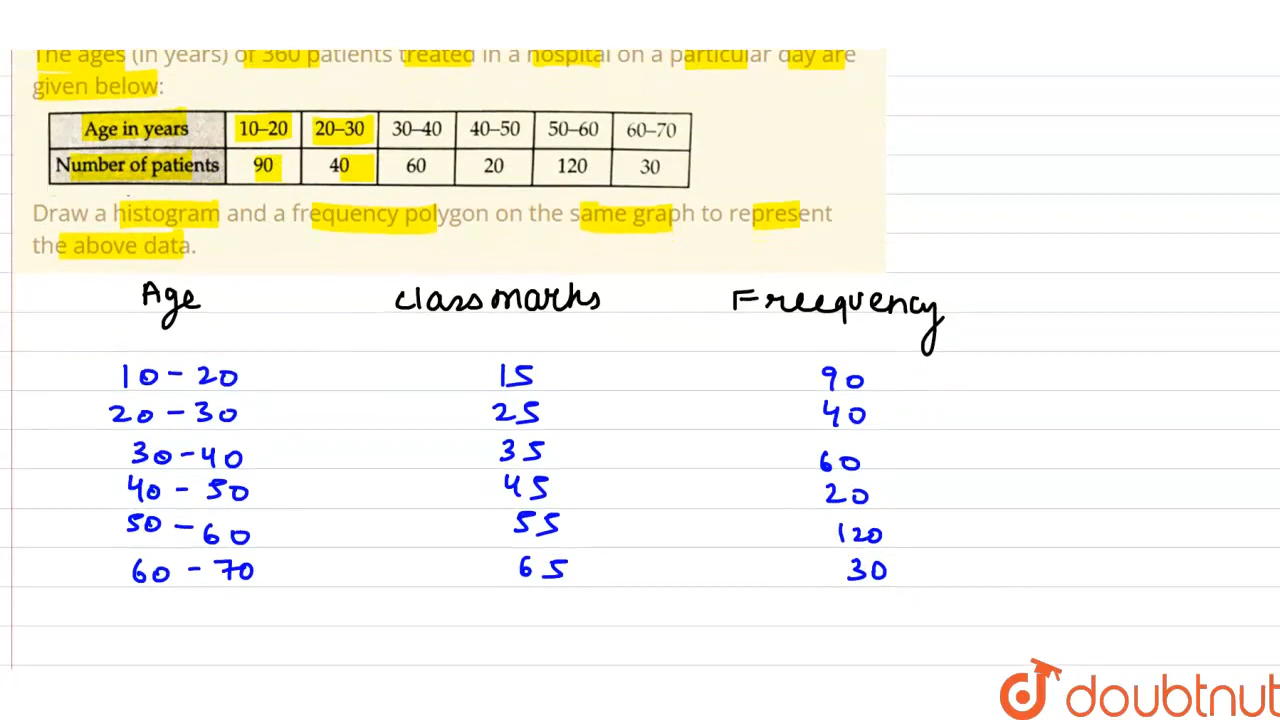 The ages (in years) of 360 patients treated in a hospital on a particular day are
given below:
Age in years 10–20 20–30 30–40 40–50 50–60 60–70
Number of patients 90 40 60 20 120 30
Draw a histogram and a frequency polygon on the same graph to represent
the above data.
Age Classmarks Freequency
10 - 20 15 90
20 - 30 25 40
30 - 40 35 60
40 - 50 45 20
50 - 60 55 120
60 - 70 65 30
doubtnut